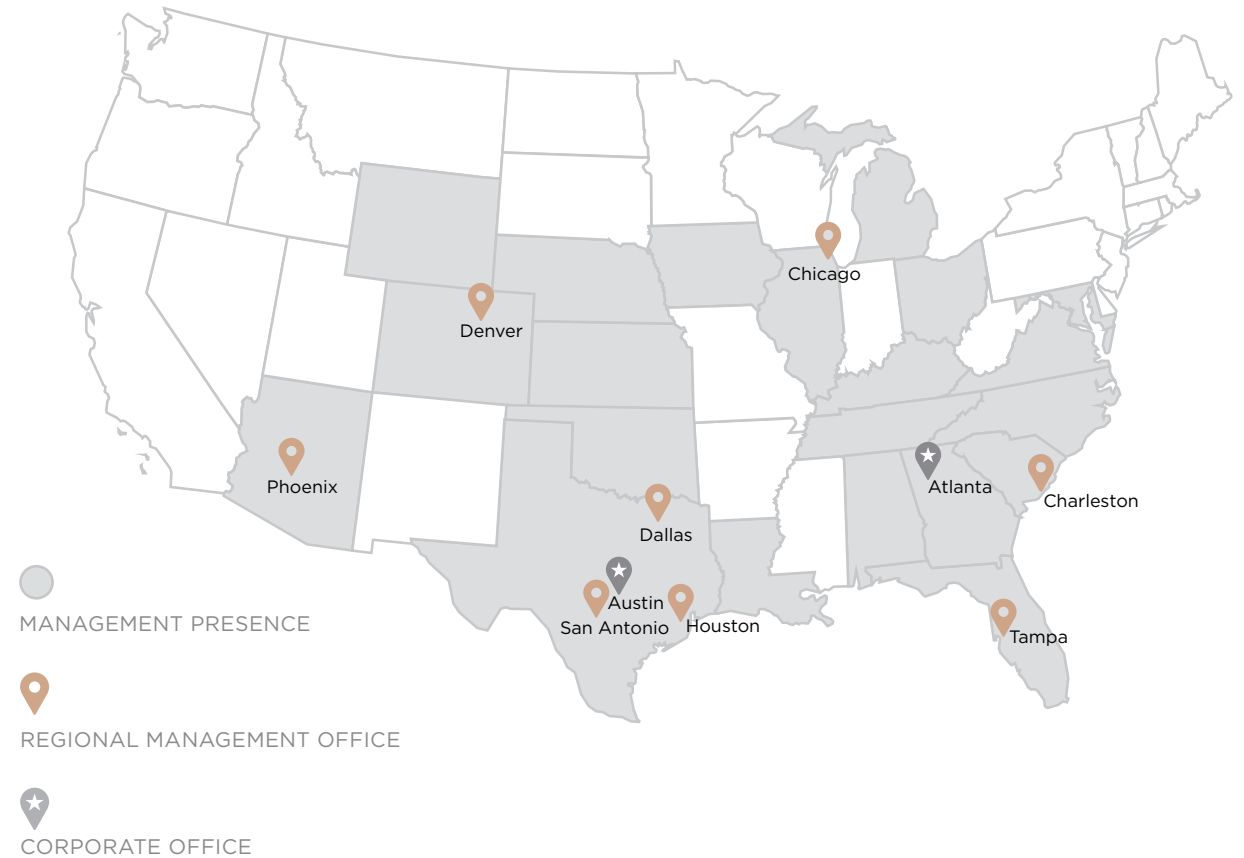 Chicago
Denver
Phoenix
Atlanta
Charleston
Dallas
Austin
San Antonio
Houston
Tampa
MANAGEMENT PRESENCE
REGIONAL MANAGEMENT OFFICE
CORPORATE OFFICE